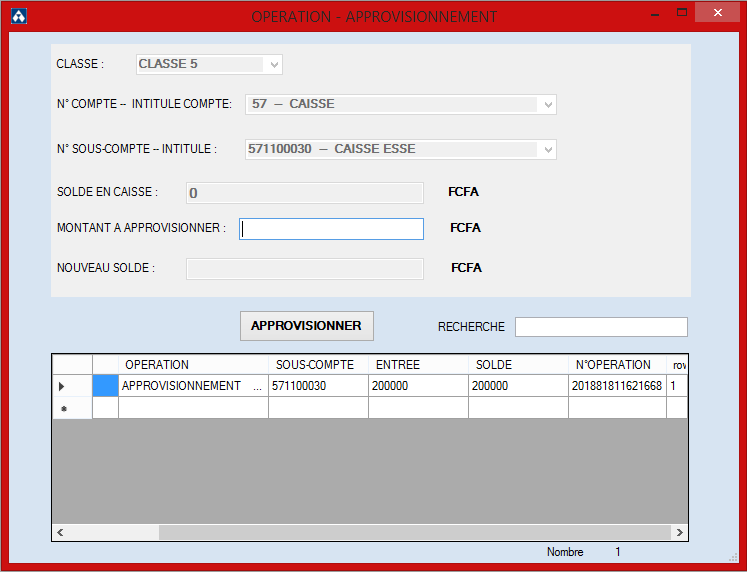 OPERATION - APPROVISIONNEMENT
CLASSE : CLASSE 5
N° COMPTE -- INTITULE COMPTE: 57 -- CAISSE
N° SOUS-COMPTE -- INTITULE : 571100030 -- CAISSE ESSE
SOLDE EN CAISSE : 0 FCFA
MONTANT A APPROVISIONNER : FCFA
NOUVEAU SOLDE : FCFA
APPROVISIONNER RECHERCHE
OPERATION SOUS-COMPTE ENTREE SOLDE N°OPERATION rov
APPROVISIONNEMENT ... 571100030 200000 200000 201881811621668 1
Nombre 1